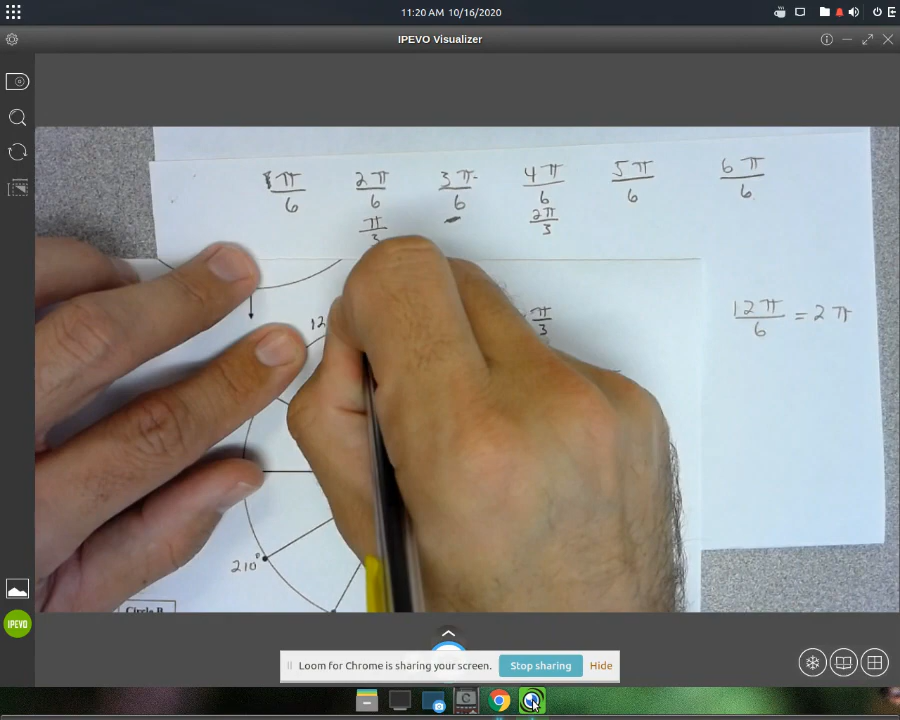 11:20 AM 10/16/2020
IPEVO Visualizer
1π/6 2π/6 3π/6 4π/6 5π/6 6π/6
π/3 2π/3
12π/6 = 2π
12
π/3
210°
Circle B
IPEVO
Loom for Chrome is sharing your screen. Stop sharing Hide